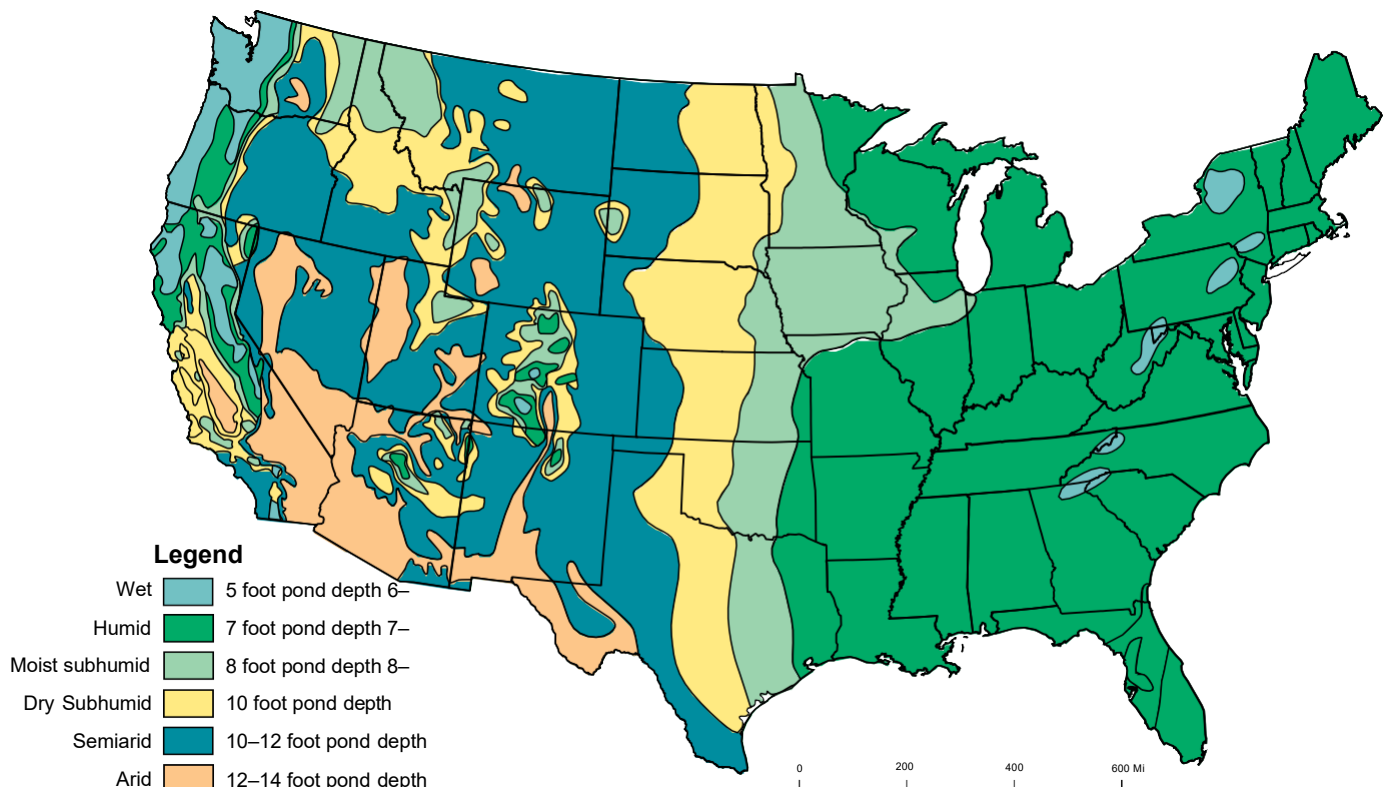 Legend
Wet 5 foot pond depth 6–
Humid 7 foot pond depth 7–
Moist subhumid 8 foot pond depth 8–
Dry Subhumid 10 foot pond depth
Semiarid 10–12 foot pond depth
Arid 12–14 foot pond depth
0 200 400 600 Mi